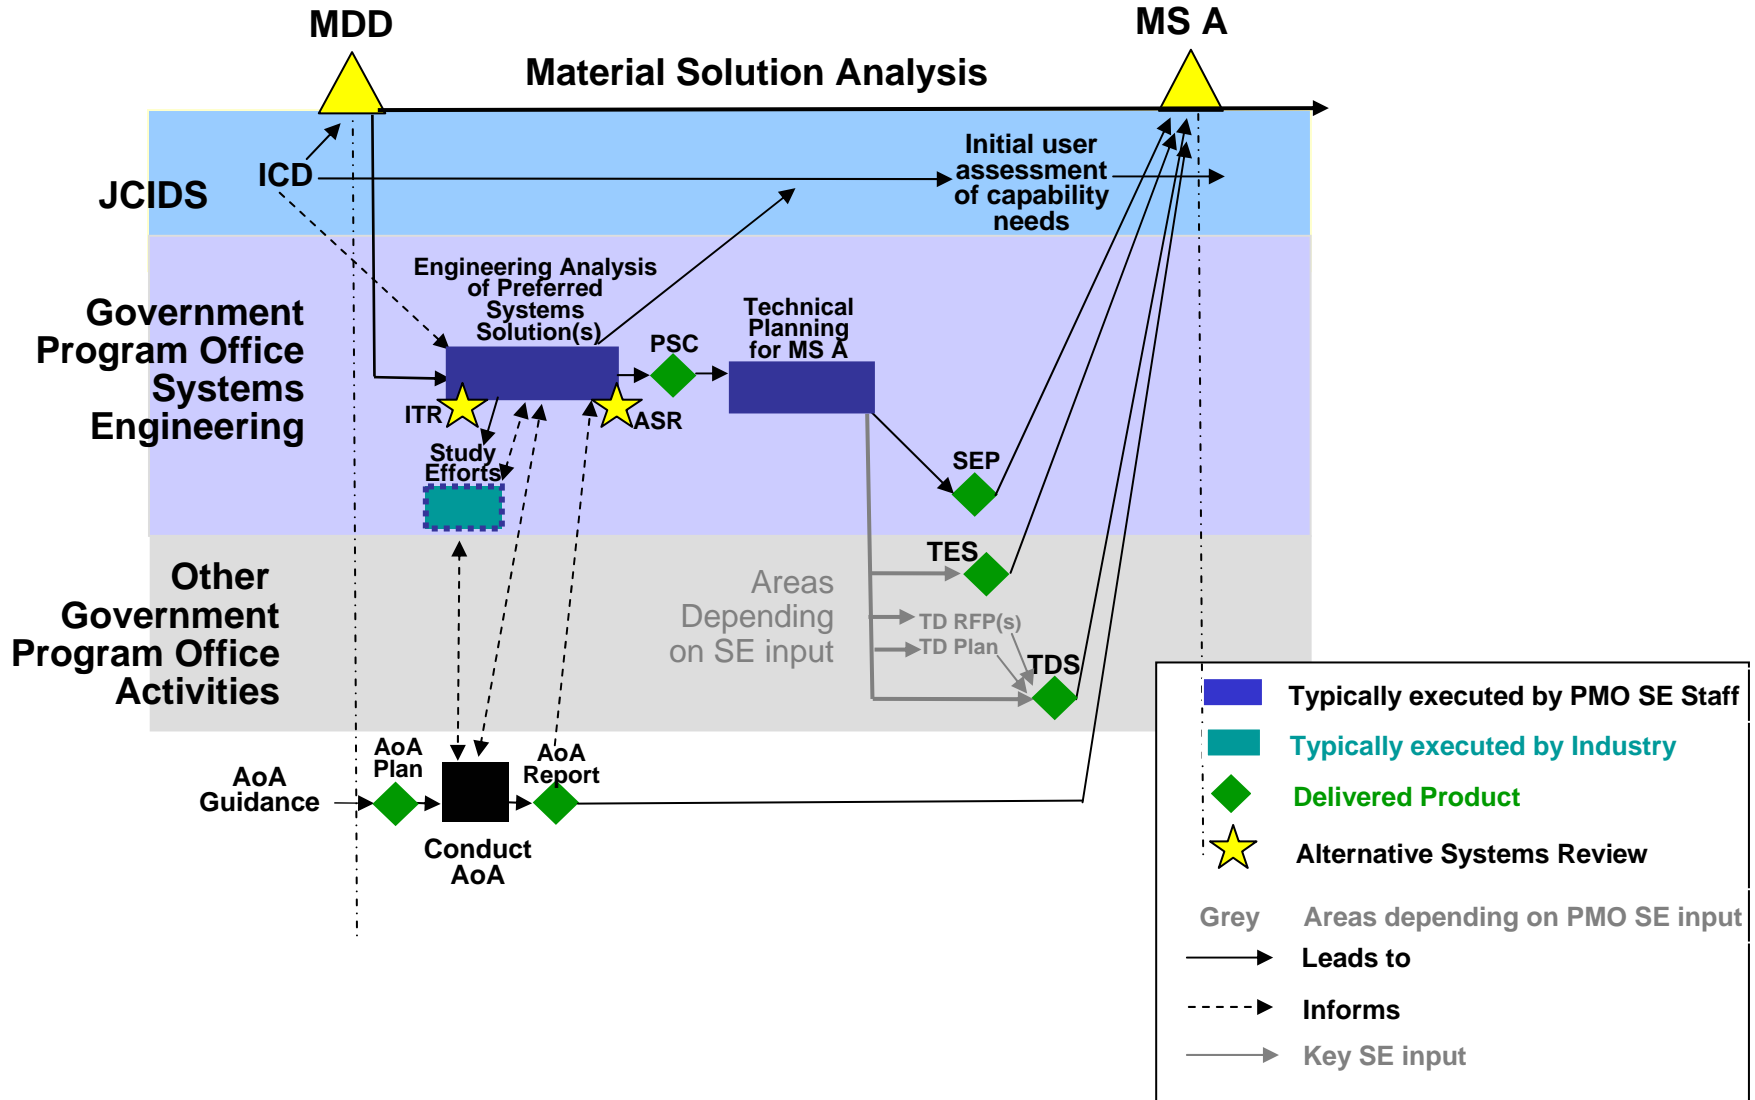 MDD
MS A
Material Solution Analysis
JCIDS
ICD
Initial user
assessment
of capability
needs
Government
Program Office
Systems
Engineering
Engineering Analysis
of Preferred
Systems
Solution(s)
PSC
Technical
Planning
for MS A
ITR
ASR
Study
Efforts
SEP
Other
Government
Program Office
Activities
Areas
Depending
on SE input
TES
TD RFP(s)
TD Plan
TDS
AoA
Guidance
AoA
Plan
AoA
Report
Conduct
AoA
Typically executed by PMO SE Staff
Typically executed by Industry
Delivered Product
Alternative Systems Review
Grey Areas depending on PMO SE input
Leads to
Informs
Key SE input